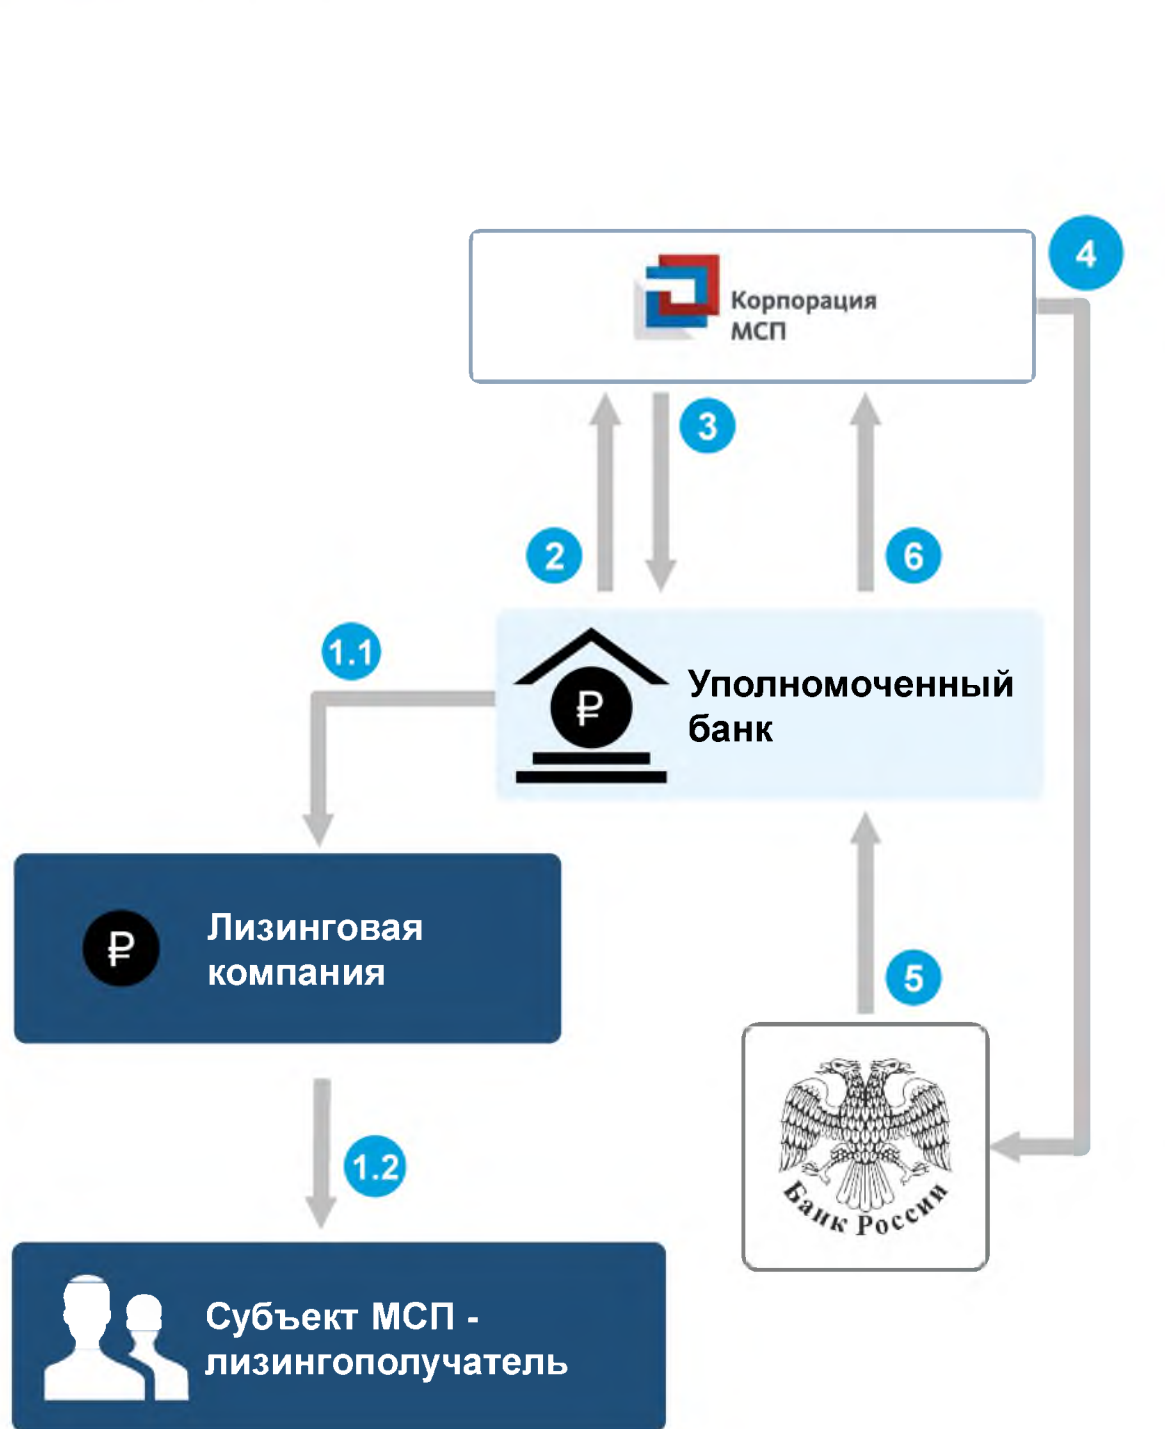 4
Корпорация
МСП
3
2
6
1.1
₽
Уполномоченный
банк
₽
Лизинговая
компания
5
1.2
Банк России
Субъект МСП -
лизингополучатель